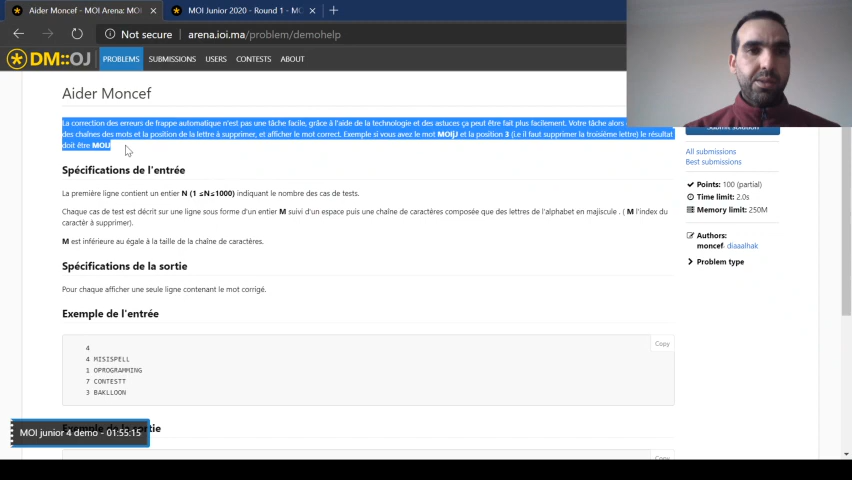 Aider Moncef - MOI Arena: MOI
MOI Junior 2020 - Round 1 - MO
Not secure
arena.ioi.ma/problem/demohelp
DM::OJ
PROBLEMS
SUBMISSIONS
USERS
CONTESTS
ABOUT
Aider Moncef
La correction des erreurs de frappe automatique n'est pas une tâche facile, grâce à l'aide de la technologie et des astuces ça peut être fait plus facilement. Votre tâche alors
des chaînes des mots et la position de la lettre à supprimer, et afficher le mot correct. Exemple si vous avez le mot MOIJJ et la position 3 (Le il faut supprimer la troisième lettre) le résultat
doit être MOIJ
Spécifications de l'entrée
La première ligne contient un entier N (1 ≤N≤1000) indiquant le nombre des cas de tests.
Chaque cas de test est décrit sur une ligne sous forme d'un entier M suivi d'un espace puis une chaîne de caractères composée que des lettres de l'alphabet en majiscule . ( M l'index du
caractèr à supprimer).
M est inférieure au égale à la taille de la chaîne de caractères.
Spécifications de la sortie
Pour chaque afficher une seule ligne contenant le mot corrigé.
Exemple de l'entrée
Copy
4
4 MISISPELL
1 OPROGRAMMING
7 CONTESTT
3 BAKLLOON
Exemple de la sortie
Copy
MOI junior 4 demo - 01:55:15
Submit solution
All submissions
Best submissions
Points: 100 (partial)
Time limit: 2.0s
Memory limit: 250M
Authors:
moncef, diaaalhak
Problem type